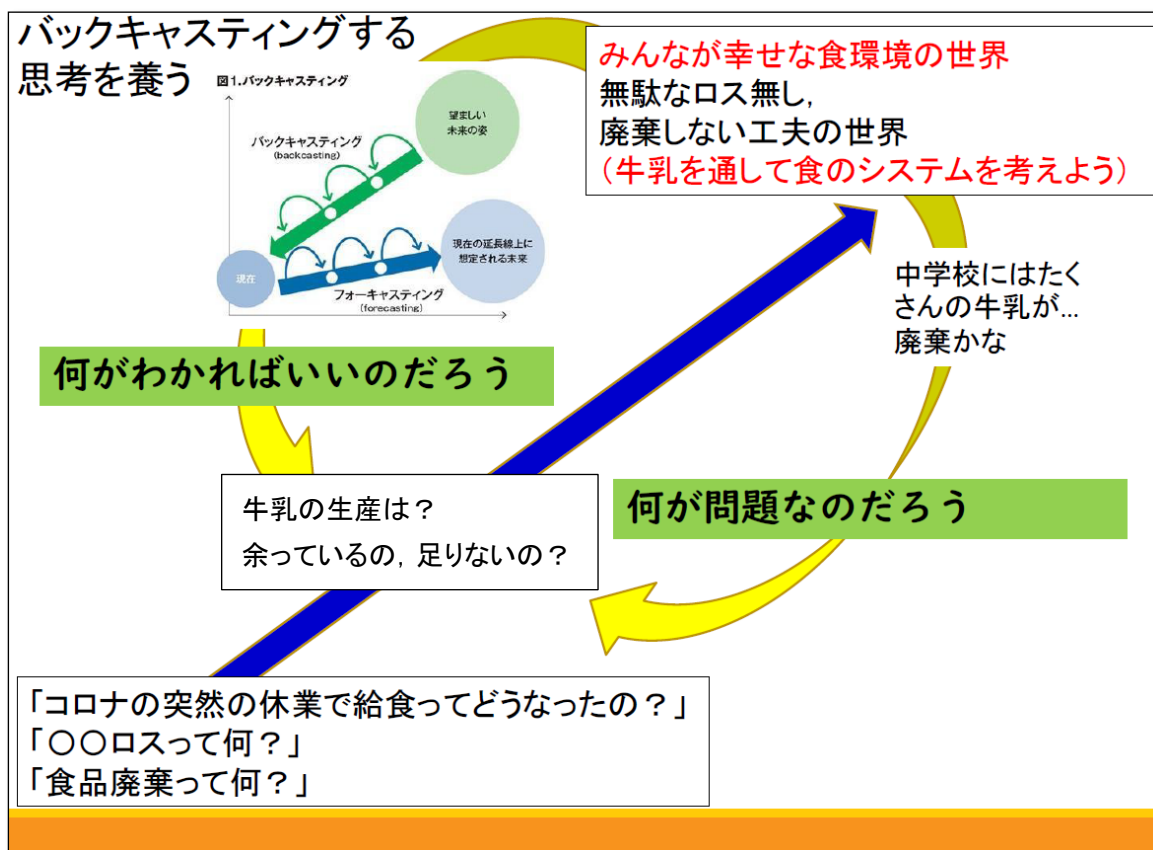 バックキャスティングする
思考を養う
図1.バックキャスティング
望ましい
未来の姿
バックキャスティング
(backcasting)
現在の延長線上に
想定される未来
現在
フォーキャスティング
(forecasting)
みんなが幸せな食環境の世界
無駄なロス無し，
廃棄しない工夫の世界
（牛乳を通して食のシステムを考えよう）
中学校にはたく
さんの牛乳が…
廃棄かな
何がわかればいいのだろう
牛乳の生産は？
余っているの，足りないの？
何が問題なのだろう
「コロナの突然の休業で給食ってどうなったの？」
「〇〇ロスって何？」
「食品廃棄って何？」